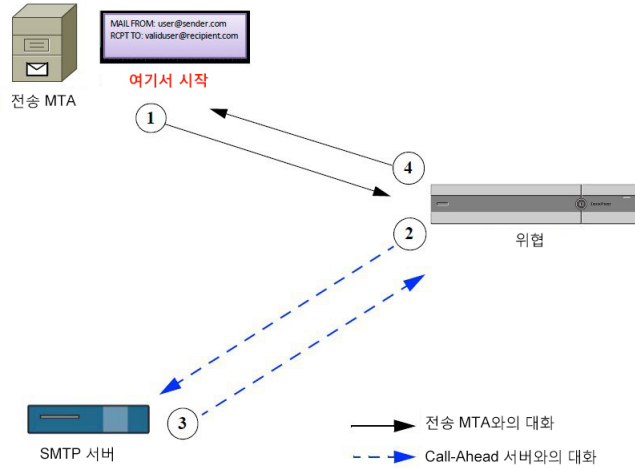 MAIL FROM: user@sender.com
RCPT TO: validuser@recipient.com
여기서 시작
전송 MTA
1
4
2
위협
3
SMTP 서버
전송 MTA와의 대화
Call-Ahead 서버와의 대화